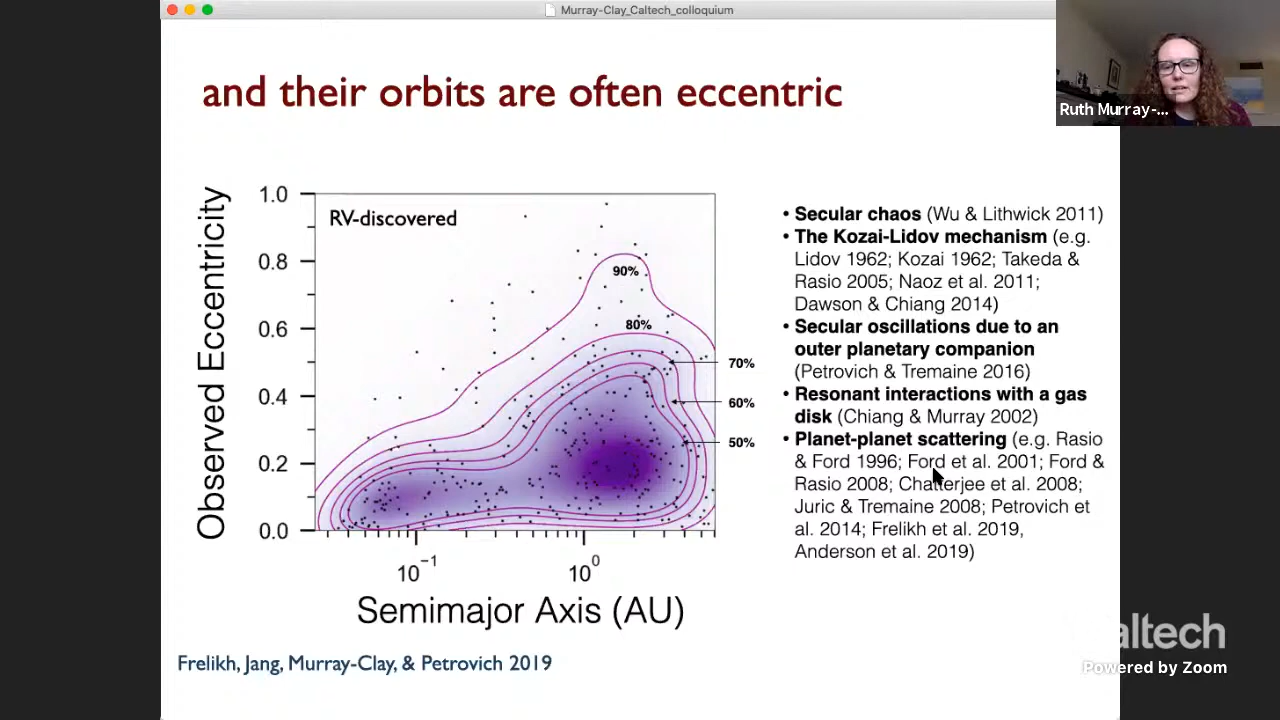 Murray-Clay_Caltech_colloquium
and their orbits are often eccentric
Ruth Murray-...
Observed Eccentricity
1.0
0.8
0.6
0.4
0.2
0.0
RV-discovered
90%
80%
70%
60%
50%
10^-1
10^0
Semimajor Axis (AU)
• Secular chaos (Wu & Lithwick 2011)
• The Kozai-Lidov mechanism (e.g.
Lidov 1962; Kozai 1962; Takeda &
Rasio 2005; Naoz et al. 2011;
Dawson & Chiang 2014)
• Secular oscillations due to an
outer planetary companion
(Petrovich & Tremaine 2016)
• Resonant interactions with a gas
disk (Chiang & Murray 2002)
• Planet-planet scattering (e.g. Rasio
& Ford 1996; Ford et al. 2001; Ford &
Rasio 2008; Chatterjee et al. 2008;
Juric & Tremaine 2008; Petrovich et
al. 2014; Frelikh et al. 2019,
Anderson et al. 2019)
Frelikh, Jang, Murray-Clay, & Petrovich 2019
altech
Powered by Zoom